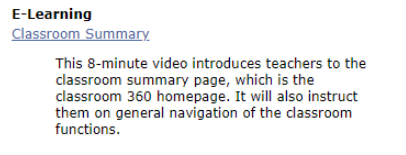 E-Learning
Classroom Summary
This 8-minute video introduces teachers to the
classroom summary page, which is the
classroom 360 homepage. It will also instruct
them on general navigation of the classroom
functions.